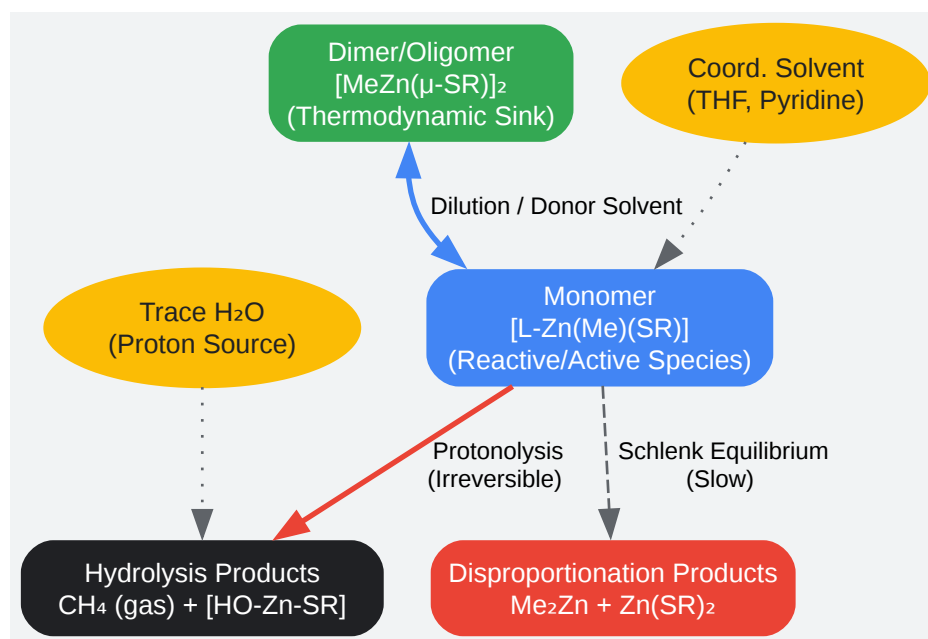 Dimer/Oligomer
[MeZn(μ-SR)]₂
(Thermodynamic Sink)
Coord. Solvent
(THF, Pyridine)
Dilution / Donor Solvent
Trace H₂O
(Proton Source)
Monomer
[L-Zn(Me)(SR)]
(Reactive/Active Species)
Protonolysis
(Irreversible)
Schlenk Equilibrium
(Slow)
Hydrolysis Products
CH₄ (gas) + [HO-Zn-SR]
Disproportionation Products
Me₂Zn + Zn(SR)₂